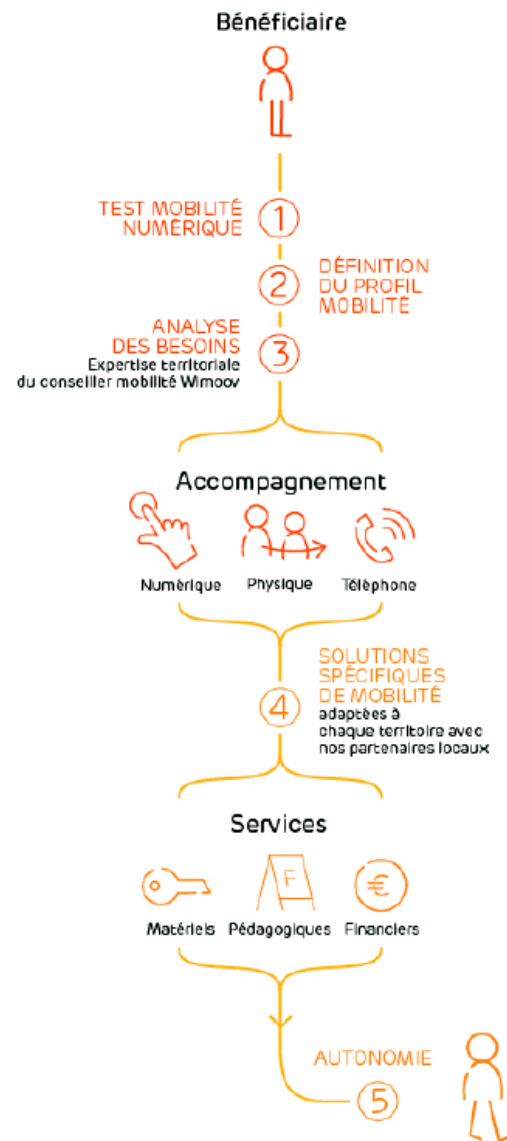 Bénéficiaire
TEST MOBILITÉ
NUMÉRIQUE
1
2
DÉFINITION
DU PROFIL
MOBILITÉ
ANALYSE
DES BESOINS
Expertise territoriale
du conseiller mobilité Wimoov
3
Accompagnement
Numérique Physique Téléphone
4
SOLUTIONS
SPÉCIFIQUES
DE MOBILITÉ
adaptées à
chaque territoire avec
nos partenaires locaux
Services
F €
Matériels Pédagogiques Financiers
AUTONOMIE
5